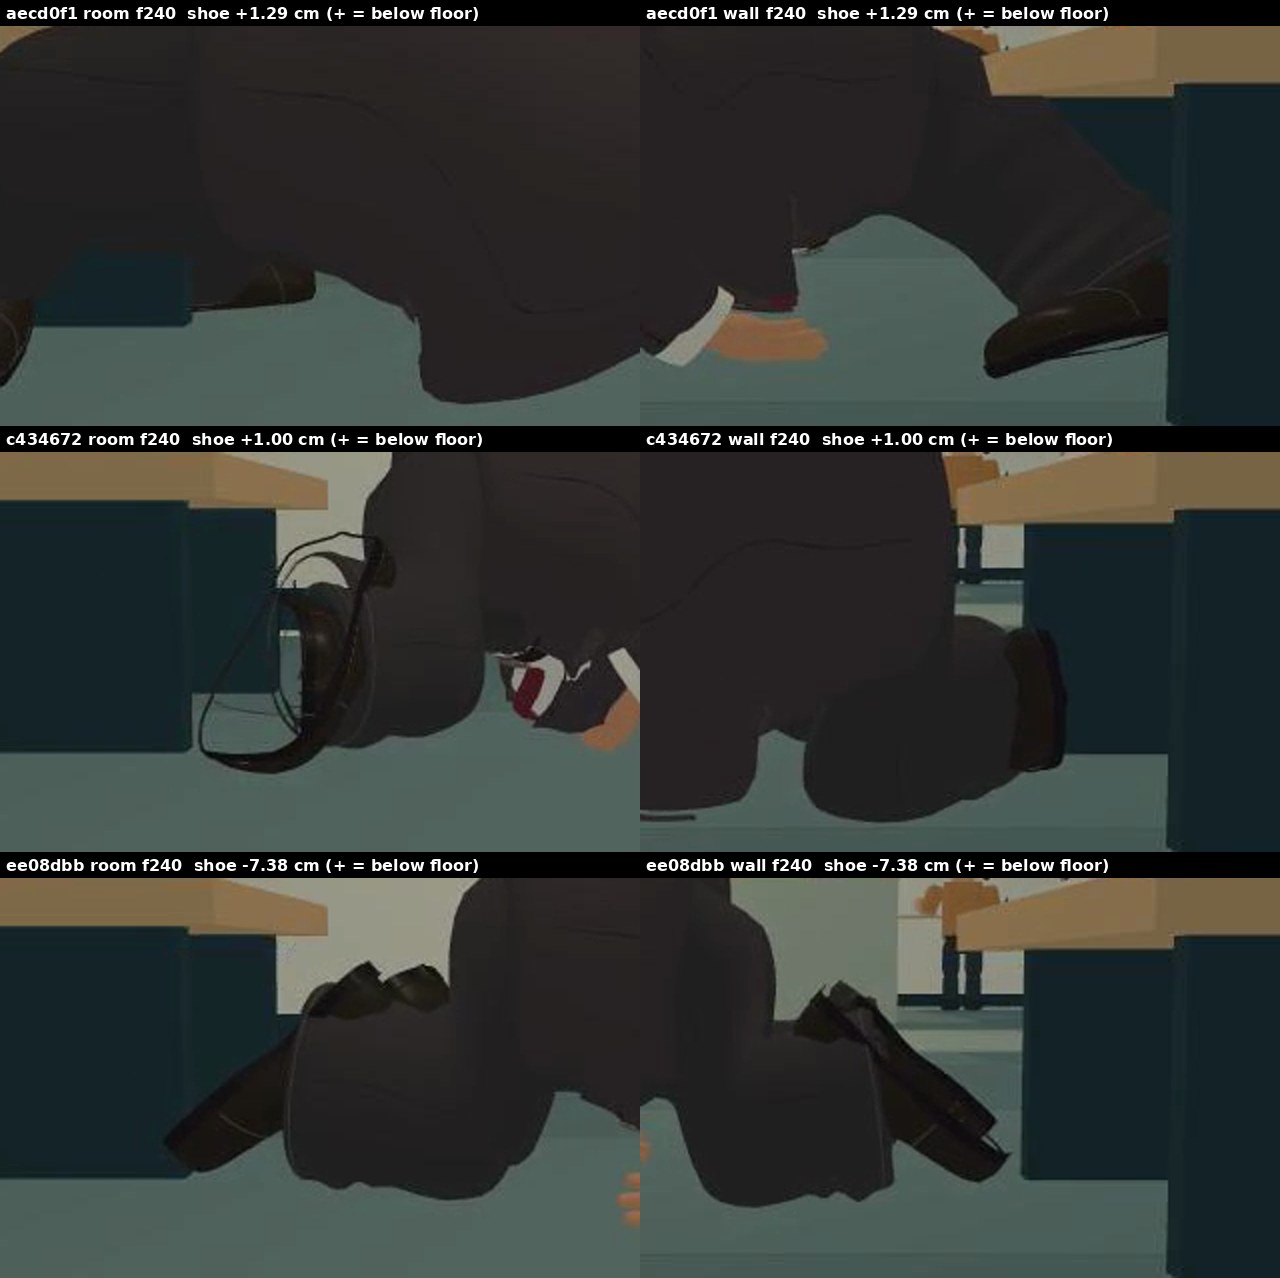 aecd0f1 room f240  shoe +1.29 cm (+ = below floor)
aecd0f1 wall f240  shoe +1.29 cm (+ = below floor)
c434672 room f240  shoe +1.00 cm (+ = below floor)
c434672 wall f240  shoe +1.00 cm (+ = below floor)
ee08dbb room f240  shoe -7.38 cm (+ = below floor)
ee08dbb wall f240  shoe -7.38 cm (+ = below floor)